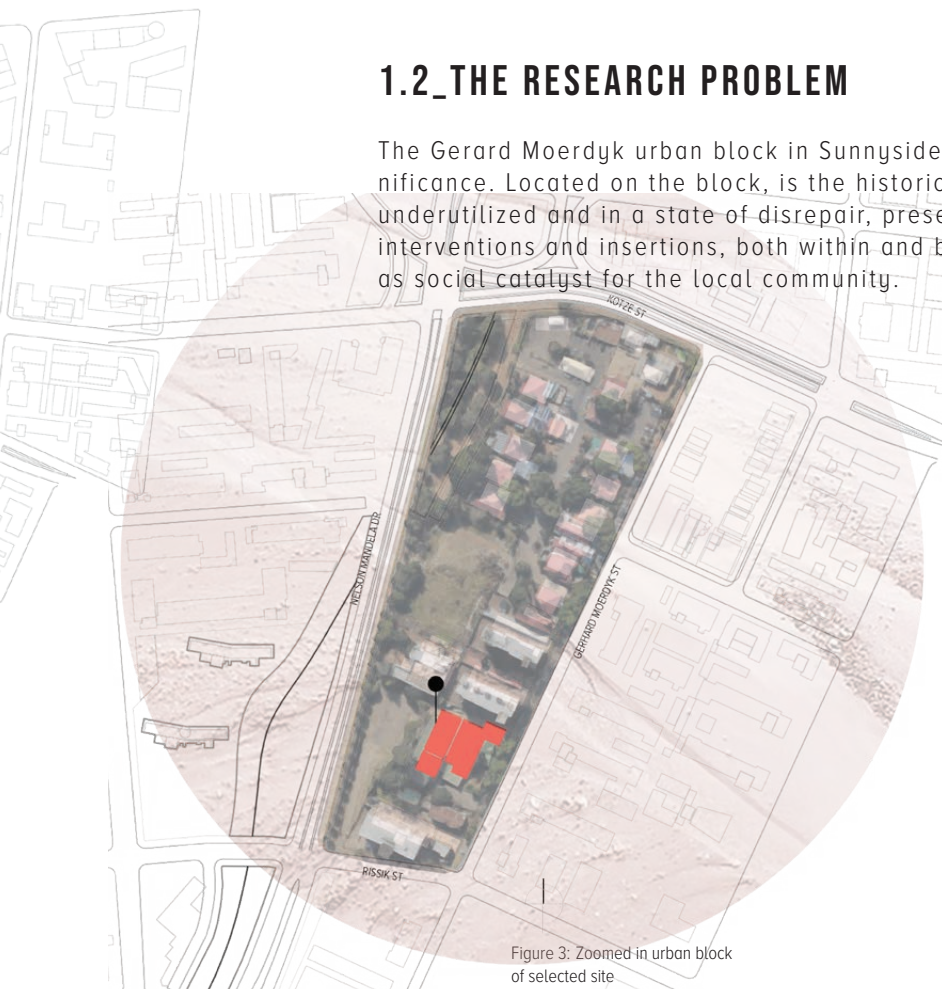 1.2_THE RESEARCH PROBLEM
The Gerard Moerdyk urban block in Sunnyside
nificance. Located on the block, is the historic
underutilized and in a state of disrepair, prese
interventions and insertions, both within and b
as social catalyst for the local community.
KOTZE ST
NELSON MANDELA DR
GERHARD MOERDYK ST
RISSIK ST
Figure 3: Zoomed in urban block
of selected site